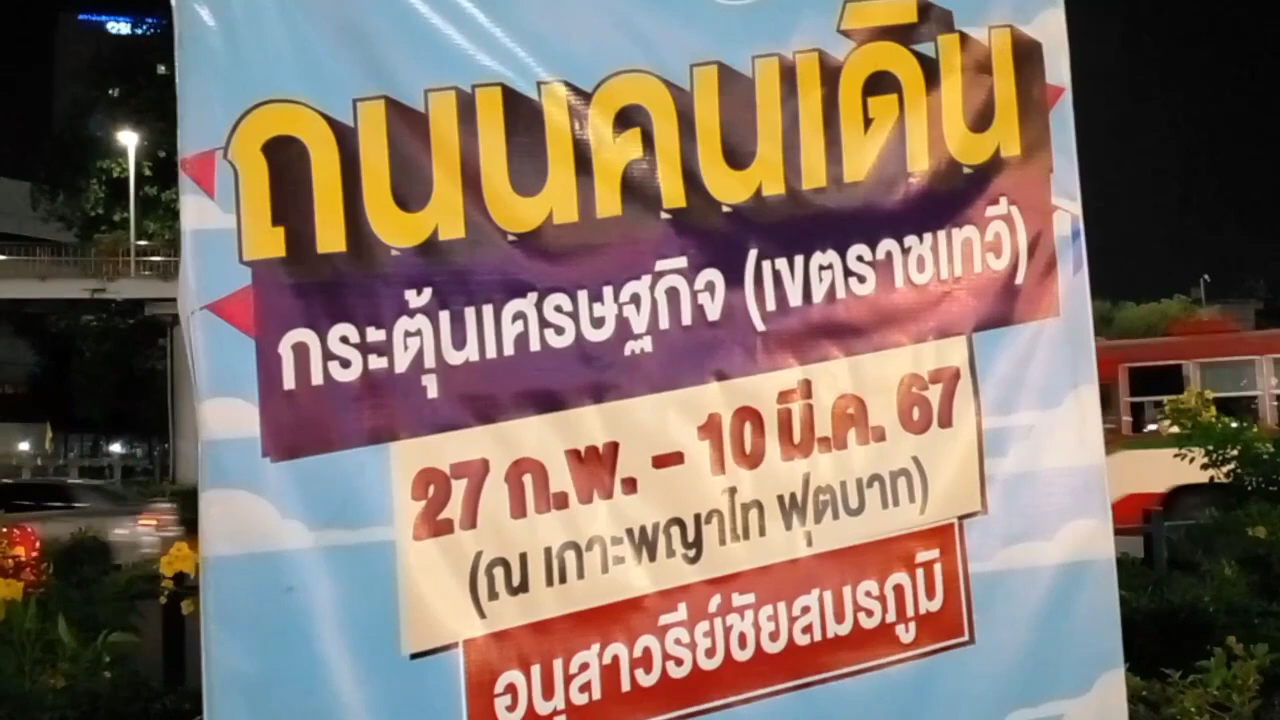 ถนนคนเดิน
กระตุ้นเศรษฐกิจ (เขตราชเทวี)
27 ก.พ. - 10 มี.ค. 67
(ณ เกาะพญาไท ฟุตบาท)
อนุสาวรีย์ชัยสมรภูมิ